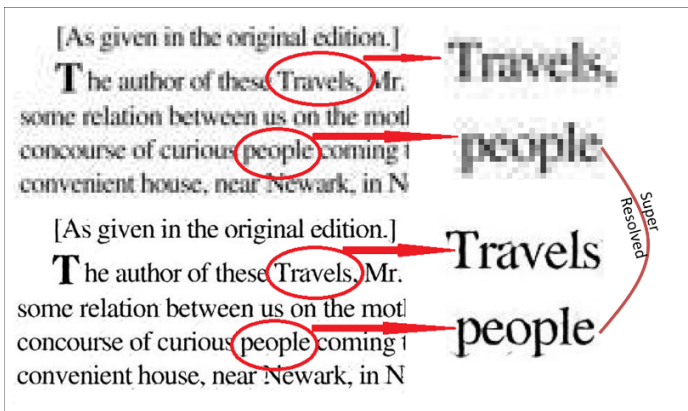 [As given in the original edition.]
The author of these Travels, Mr.
some relation between us on the
concourse of curious people coming
convenient house, near Newark, in N
Travels,
people
Super
Resolved
[As given in the original edition.]
The author of these Travels, Mr.
some relation between us on the
concourse of curious people coming
convenient house, near Newark, in N
Travels
people